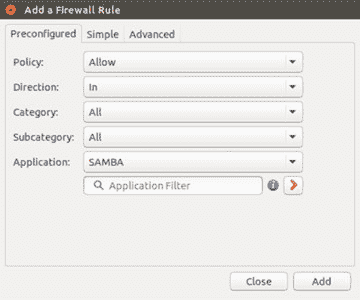 Add a Firewall Rule
Preconfigured Simple Advanced
Policy: Allow
Direction: In
Category: All
Subcategory: All
Application: SAMBA
Application Filter
Close Add